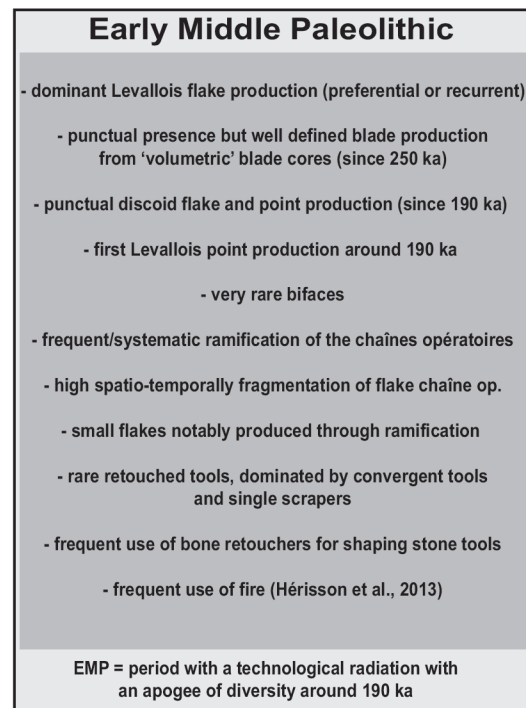 Early Middle Paleolithic
- dominant Levallois flake production (preferential or recurrent)
- punctual presence but well defined blade production
from ‘volumetric’ blade cores (since 250 ka)
- punctual discoid flake and point production (since 190 ka)
- first Levallois point production around 190 ka
- very rare bifaces
- frequent/systematic ramification of the chaînes opératoires
- high spatio-temporally fragmentation of flake chaîne op.
- small flakes notably produced through ramification
- rare retouched tools, dominated by convergent tools
and single scrapers
- frequent use of bone retouchers for shaping stone tools
- frequent use of fire (Hérisson et al., 2013)
EMP = period with a technological radiation with
an apogee of diversity around 190 ka